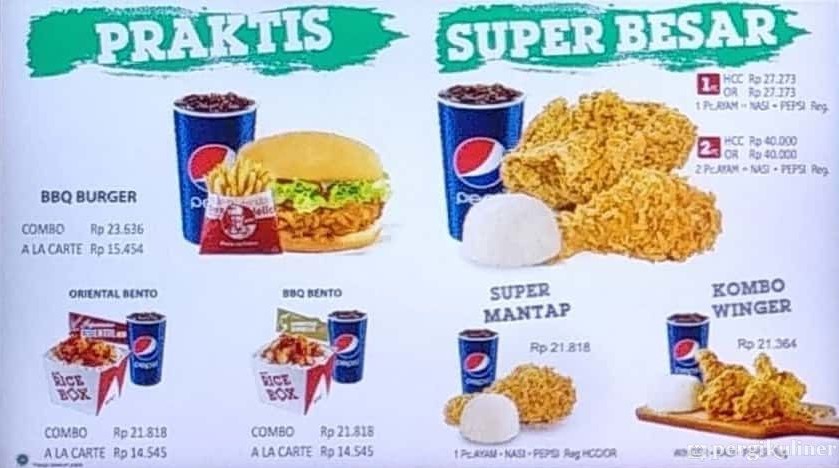 PRAKTIS
BBQ BURGER
COMBO Rp 23.636
A LA CARTE Rp 15.454
ORIENTAL BENTO
RICE BOX
COMBO Rp 21.818
A LA CARTE Rp 14.545
BBQ BENTO
RICE BOX
COMBO Rp 21.818
A LA CARTE Rp 14.545
SUPER BESAR
1 HCC Rp 27.273
OR Rp 27.273
1 Pc.AYAM - NASI - PEPSI Reg.
2 HCC Rp 40.000
OR Rp 40.000
2 Pc.AYAM - NASI - PEPSI Reg.
SUPER
MANTAP
Rp 21.818
1 Pc.AYAM - NASI - PEPSI Reg HCCOR
KOMBO
WINGER
Rp 21.364
pepsi
pepsi
pepsi
pergikuliner